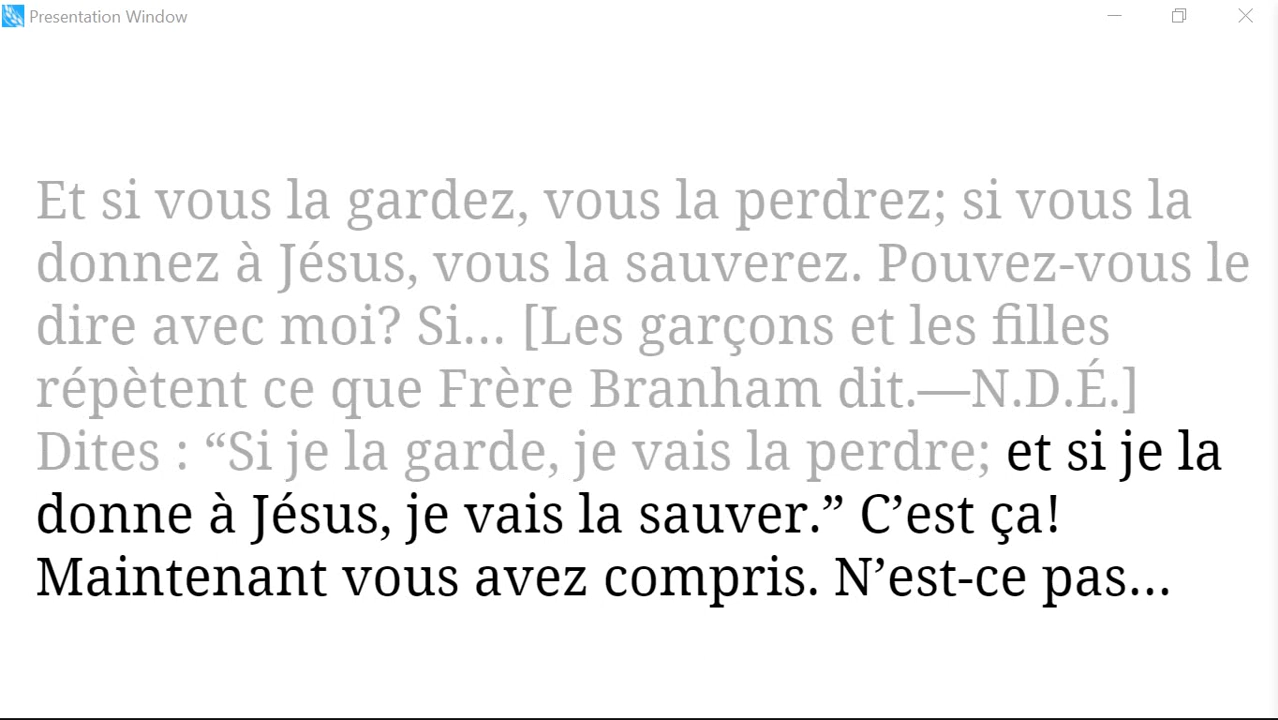 Presentation Window
Et si vous la gardez, vous la perdrez; si vous la
donnez à Jésus, vous la sauverez. Pouvez-vous le
dire avec moi? Si… [Les garçons et les filles
répètent ce que Frère Branham dit.—N.D.É.]
Dites : “Si je la garde, je vais la perdre; et si je la
donne à Jésus, je vais la sauver.” C’est ça!
Maintenant vous avez compris. N’est-ce pas…